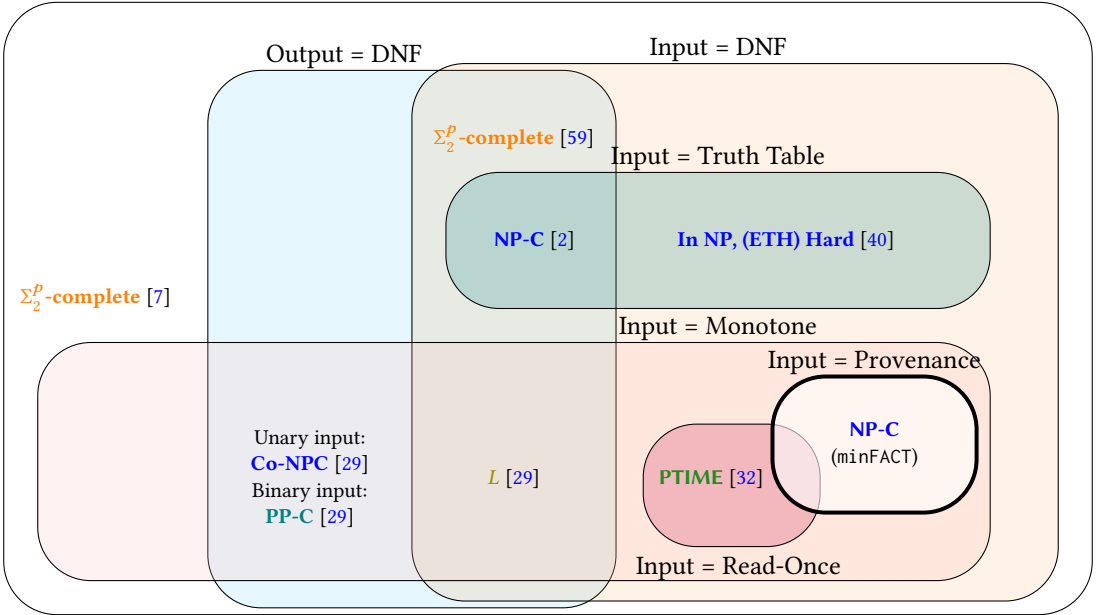 Output = DNF
Input = DNF
Σ₂ᵖ-complete [59]
Input = Truth Table
NP-C [2]
In NP, (ETH) Hard [40]
Σ₂ᵖ-complete [7]
Input = Monotone
Input = Provenance
Unary input:
Co-NPC [29]
Binary input:
PP-C [29]
L [29]
PTIME [32]
NP-C
(minFACT)
Input = Read-Once